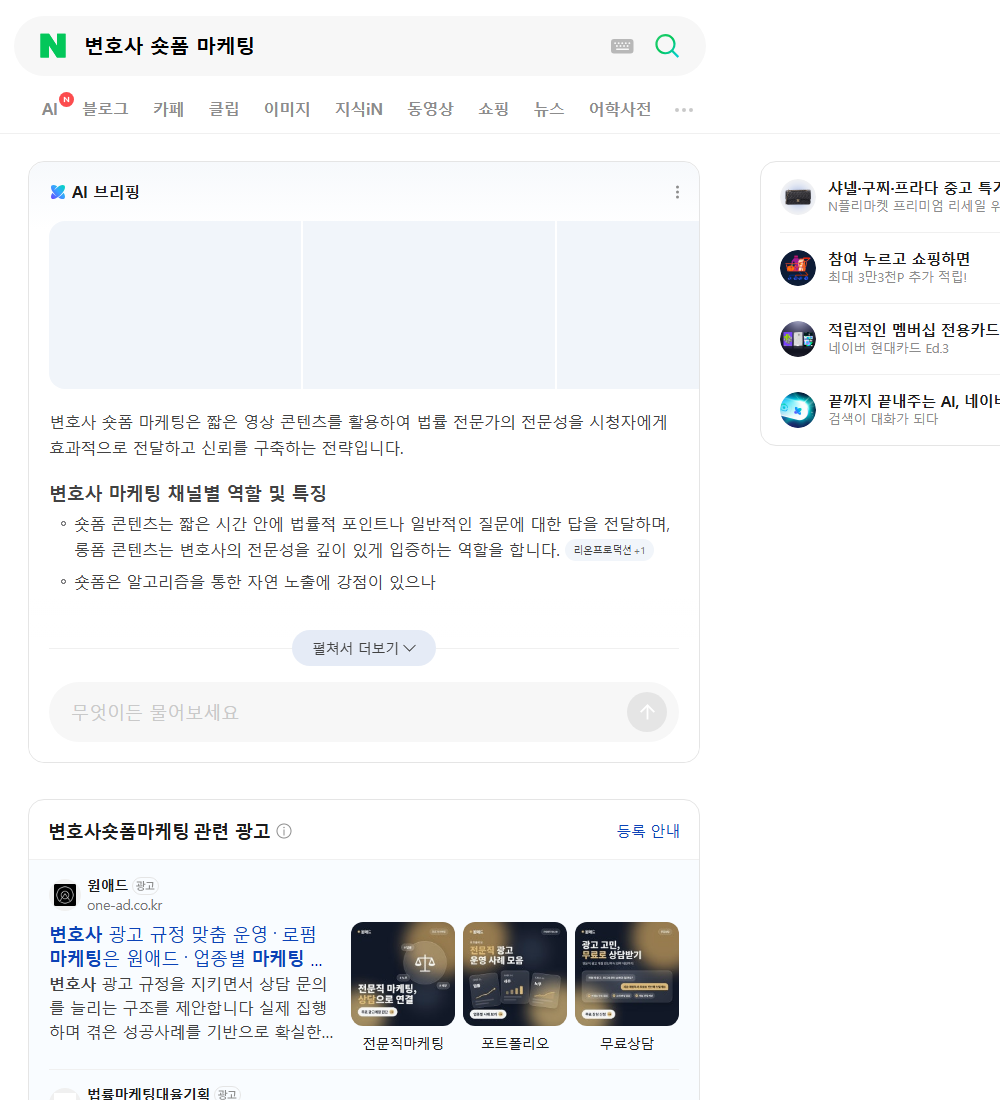 N 변호사 숏폼 마케팅
AI N 블로그 카페 클립 이미지 지식iN 동영상 쇼핑 뉴스 어학사전
AI 브리핑
변호사 숏폼 마케팅은 짧은 영상 콘텐츠를 활용하여 법률 전문가의 전문성을 시청자에게
효과적으로 전달하고 신뢰를 구축하는 전략입니다.
변호사 마케팅 채널별 역할 및 특징
숏폼 콘텐츠는 짧은 시간 안에 법률적 포인트나 일반적인 질문에 대한 답을 전달하며,
롱폼 콘텐츠는 변호사의 전문성을 깊이 있게 입증하는 역할을 합니다. 리온프로덕션 +1
숏폼은 알고리즘을 통한 자연 노출에 강점이 있으나
펼쳐서 더보기
무엇이든 물어보세요
변호사숏폼마케팅 관련 광고
등록 안내
원애드 광고
one-ad.co.kr
변호사 광고 규정 맞춤 운영 · 로펌
마케팅은 원애드 · 업종별 마케팅 ...
변호사 광고 규정을 지키면서 상담 문의
를 늘리는 구조를 제안합니다 실제 집행
하며 겪은 성공사례를 기반으로 확실한...
전문직 마케팅,
상담으로 연결
전문직마케팅
전문직 광고
운영 사례 모음
포트폴리오
광고 고민,
무료로 상담받기
무료상담
법률마케팅대율기획 광고
샤넬·구찌·프라다 중고 특가
N플리마켓 프리미엄 리세일
참여 누르고 쇼핑하면
최대 3만3천P 추가 적립!
적립적인 멤버십 전용카드
네이버 현대카드 Ed.3
끝까지 끝내주는 AI, 네이버
검색이 대화가 되다